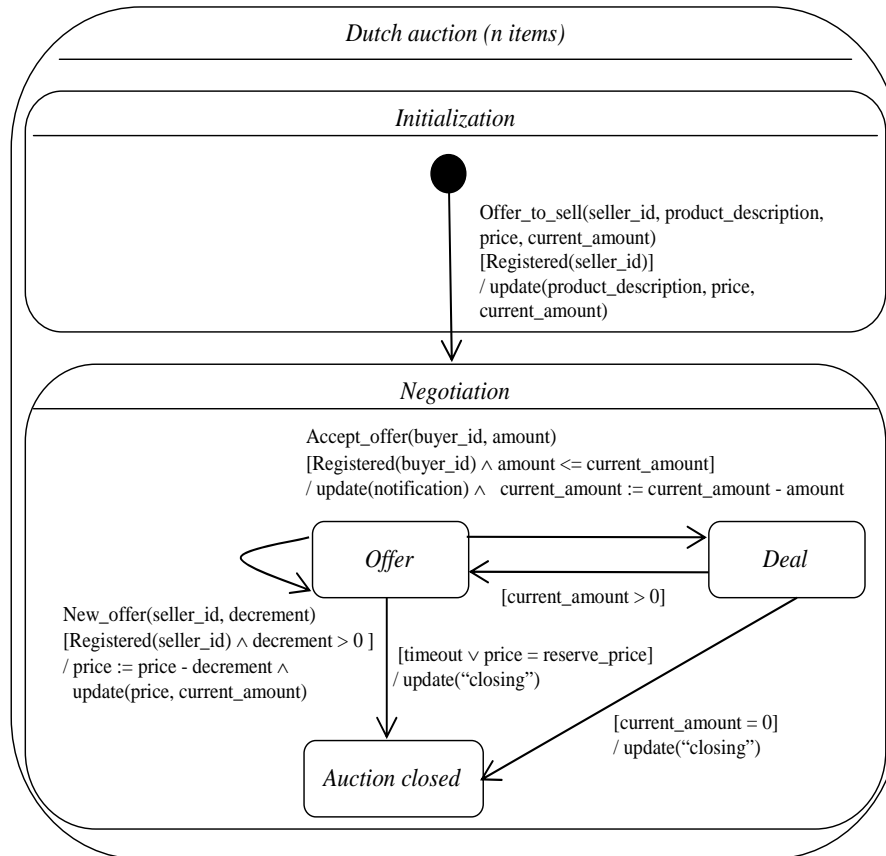 Dutch auction (n items)
Initialization
Offer_to_sell(seller_id, product_description,
price, current_amount)
[Registered(seller_id)]
/ update(product_description, price,
current_amount)
Negotiation
Accept_offer(buyer_id, amount)
[Registered(buyer_id) ∧ amount <= current_amount]
/ update(notification) ∧ current_amount := current_amount - amount
Offer
Deal
[current_amount > 0]
New_offer(seller_id, decrement)
[Registered(seller_id) ∧ decrement > 0 ]
/ price := price - decrement ∧
update(price, current_amount)
[timeout ∨ price = reserve_price]
/ update(“closing”)
[current_amount = 0]
/ update(“closing”)
Auction closed